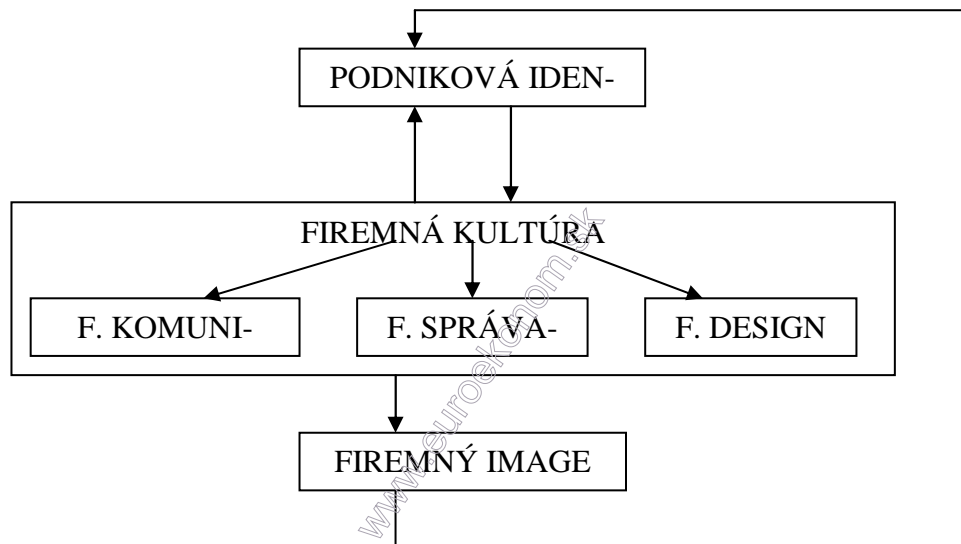 PODNIKOVÁ IDEN-
FIREMNÁ KULTÚRA
F. KOMUNI-
F. SPRÁVA-
F. DESIGN
FIREMNÝ IMAGE
www.euroekonom.sk